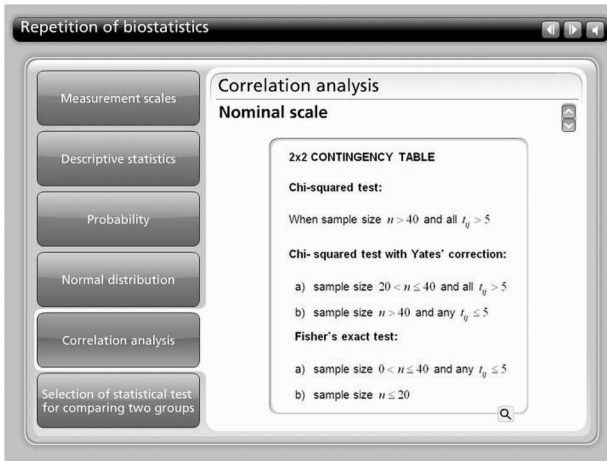 Repetition of biostatistics
Measurement scales
Descriptive statistics
Probability
Normal distribution
Correlation analysis
Selection of statistical test
for comparing two groups
Correlation analysis
Nominal scale
2x2 CONTINGENCY TABLE
Chi-squared test:
When sample size n > 40 and all t_ij > 5
Chi- squared test with Yates' correction:
a) sample size 20 < n ≤ 40 and all t_ij > 5
b) sample size n > 40 and any t_ij ≤ 5
Fisher's exact test:
a) sample size 0 < n ≤ 40 and any t_ij ≤ 5
b) sample size n ≤ 20